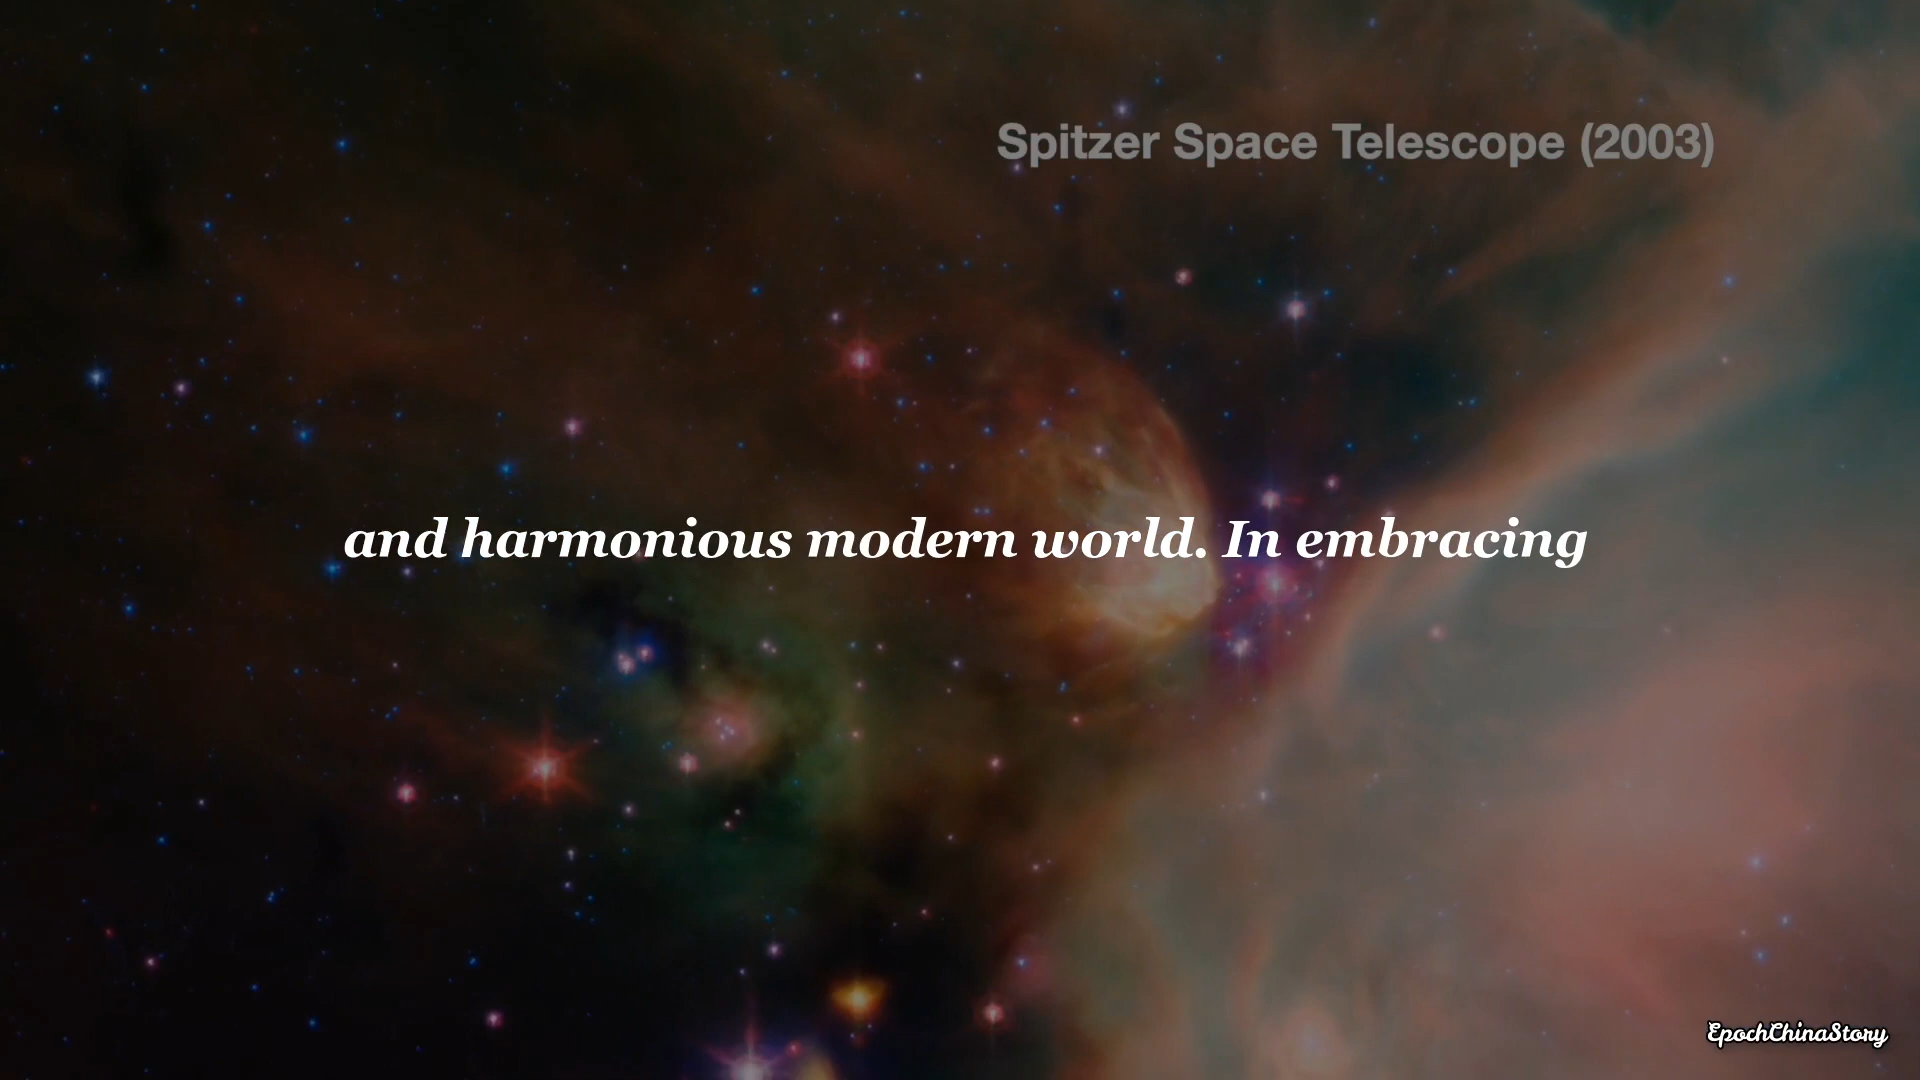 Spitzer Space Telescope (2003)
and harmonious modern world. In embracing
EpochChinaStory